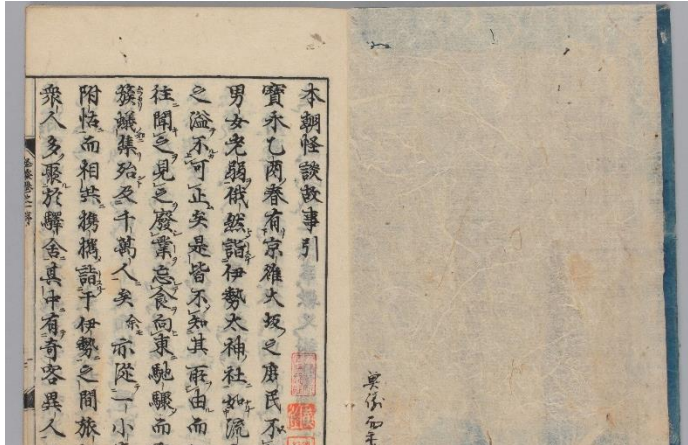 本朝怪談故事引
寶永乙酉春有京雒大坂之庶民不
男女老弱俄然詣伊勢太神社如流
之溢不可止矣是皆不知其所由而
往聞之見之廢業忘食向東馳驟而
簇蟻集殆及千萬人矣余亦從一小
附恬而相共携撝詣于伊勢之間旅
衆人多聚於驛舍其中有奇客異人